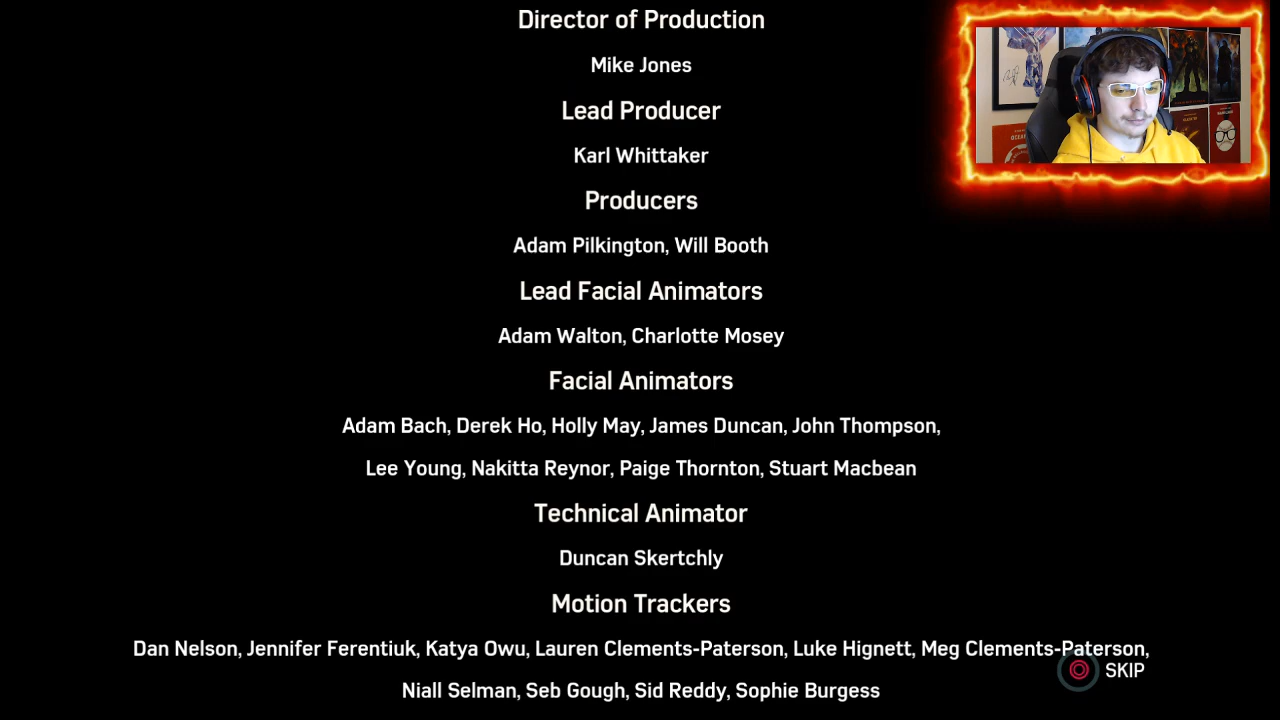 Director of Production
Mike Jones
Lead Producer
Karl Whittaker
Producers
Adam Pilkington, Will Booth
Lead Facial Animators
Adam Walton, Charlotte Mosey
Facial Animators
Adam Bach, Derek Ho, Holly May, James Duncan, John Thompson,
Lee Young, Nakitta Reynor, Paige Thornton, Stuart Macbean
Technical Animator
Duncan Skertchly
Motion Trackers
Dan Nelson, Jennifer Ferentiuk, Katya Owu, Lauren Clements-Paterson, Luke Hignett, Meg Clements-Paterson,
SKIP
Niall Selman, Seb Gough, Sid Reddy, Sophie Burgess